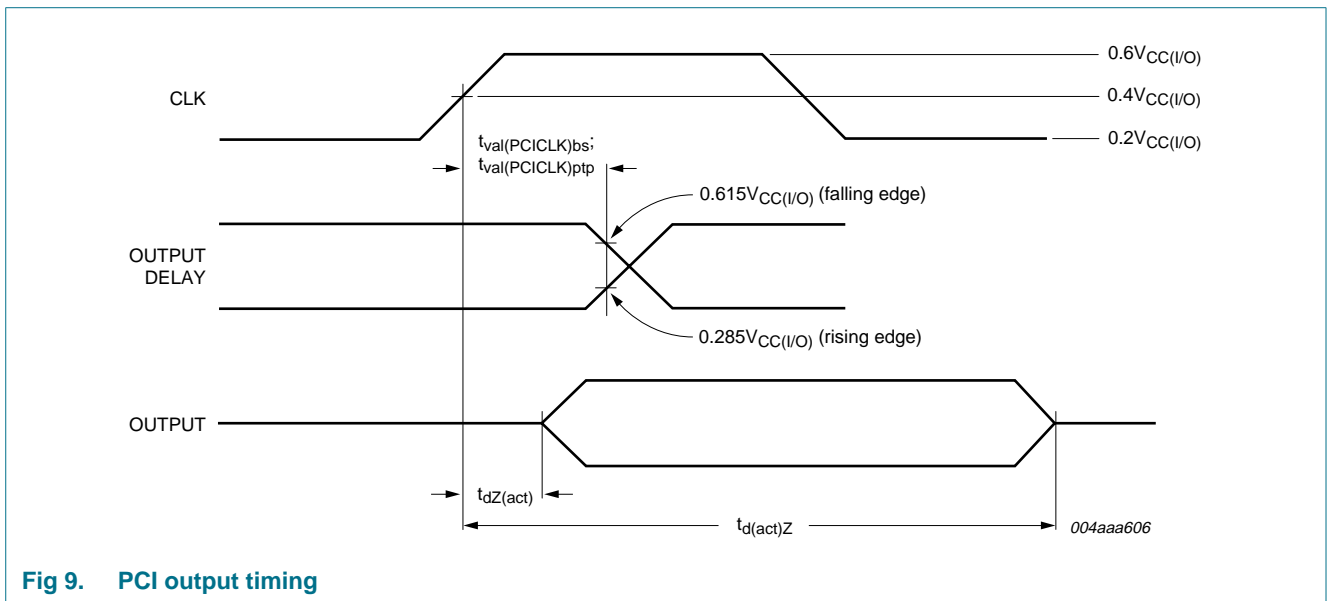 0.6VCC(I/O)
CLK
0.4VCC(I/O)
0.2VCC(I/O)
tval(PCICLK)bs;
tval(PCICLK)ptp
0.615VCC(I/O) (falling edge)
OUTPUT
DELAY
0.285VCC(I/O) (rising edge)
OUTPUT
tdZ(act)
td(act)Z
004aaa606
Fig 9. PCI output timing